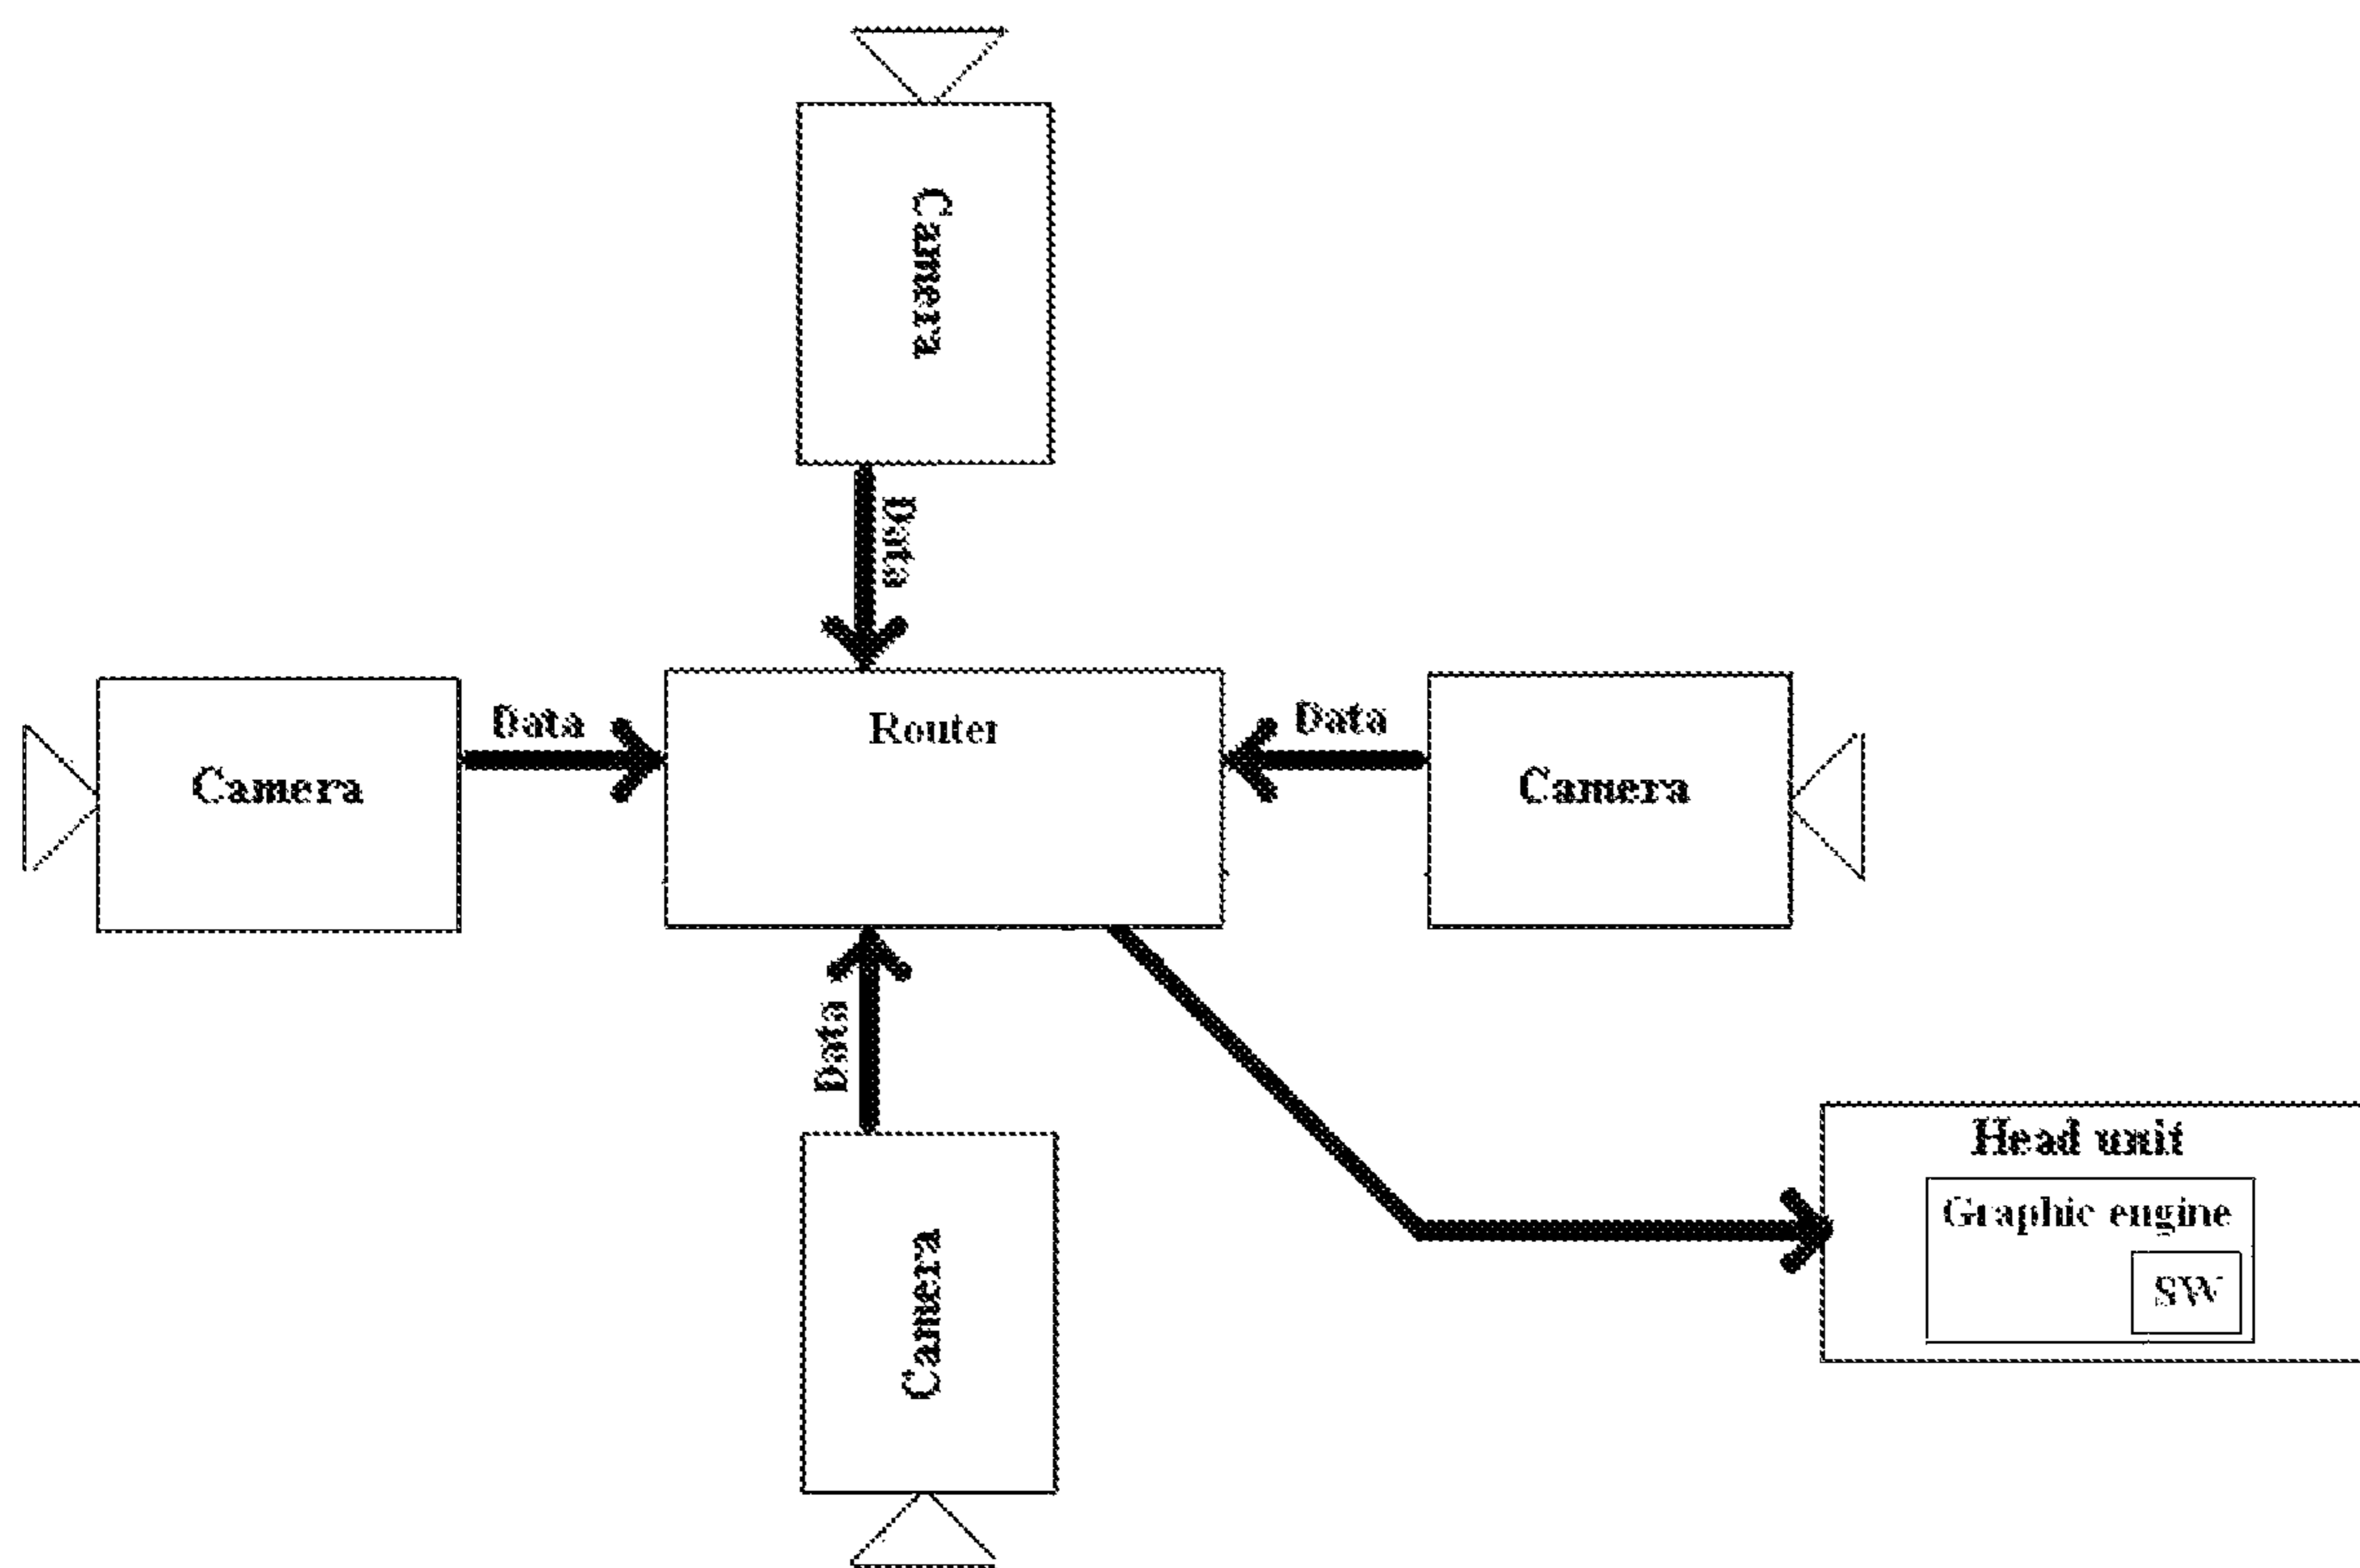 Camera
Data
Data
Router
Data
Camera
Camera
Data
Camera
Head unit
Graphic engine
SW